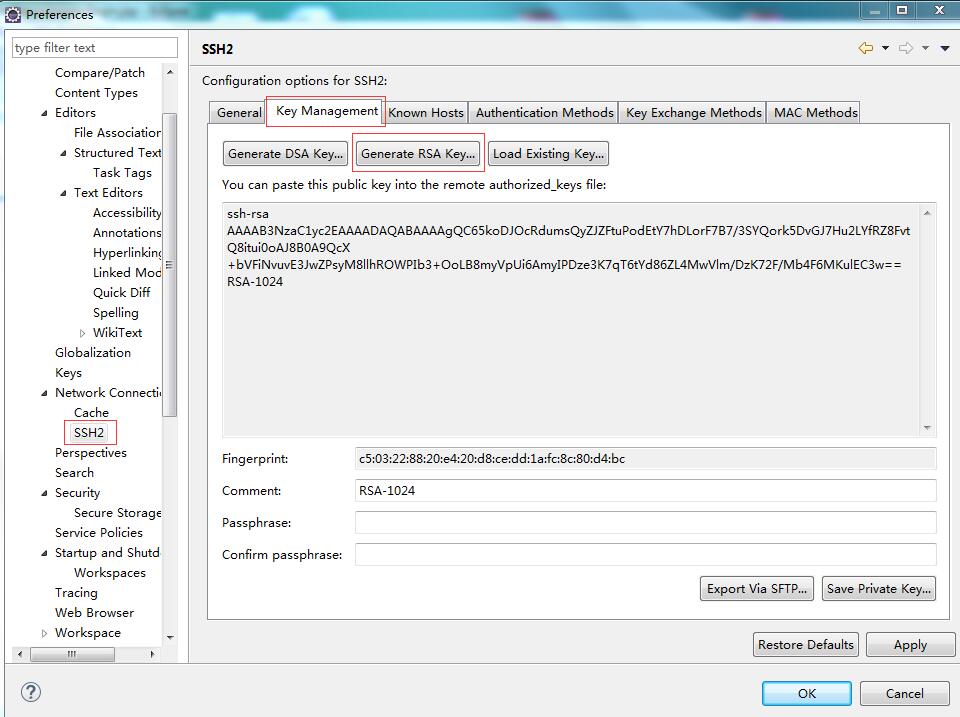 Preferences
type filter text
Compare/Patch
Content Types
Editors
File Association
Structured Text
Task Tags
Text Editors
Accessibility
Annotations
Hyperlinking
Linked Mod
Quick Diff
Spelling
WikiText
Globalization
Keys
Network Connecti
Cache
SSH2
Perspectives
Search
Security
Secure Storage
Service Policies
Startup and Shutd
Workspaces
Tracing
Web Browser
Workspace
SSH2
Configuration options for SSH2:
General Key Management Known Hosts Authentication Methods Key Exchange Methods MAC Methods
Generate DSA Key... Generate RSA Key... Load Existing Key...
You can paste this public key into the remote authorized_keys file:
ssh-rsa
AAAAB3NzaC1yc2EAAAADAQABAAAAgQC65koDJOcRdumsQyZJZFtuPodEtY7hDLorF7B7/3SYQork5DvGJ7Hu2LYfRZ8Fvt
Q8itui0oAJ8B0A9QcX
+bVFiNvuvE3JwZPsyM8llhROWPIb3+OoLB8myVpUi6AmyIPDze3K7qT6tYd86ZL4MwVlm/DzK72F/Mb4F6MKulEC3w==
RSA-1024
Fingerprint: c5:03:22:88:20:e4:20:d8:ce:dd:1a:fc:8c:80:d4:bc
Comment: RSA-1024
Passphrase:
Confirm passphrase:
Export Via SFTP... Save Private Key...
Restore Defaults Apply
OK Cancel